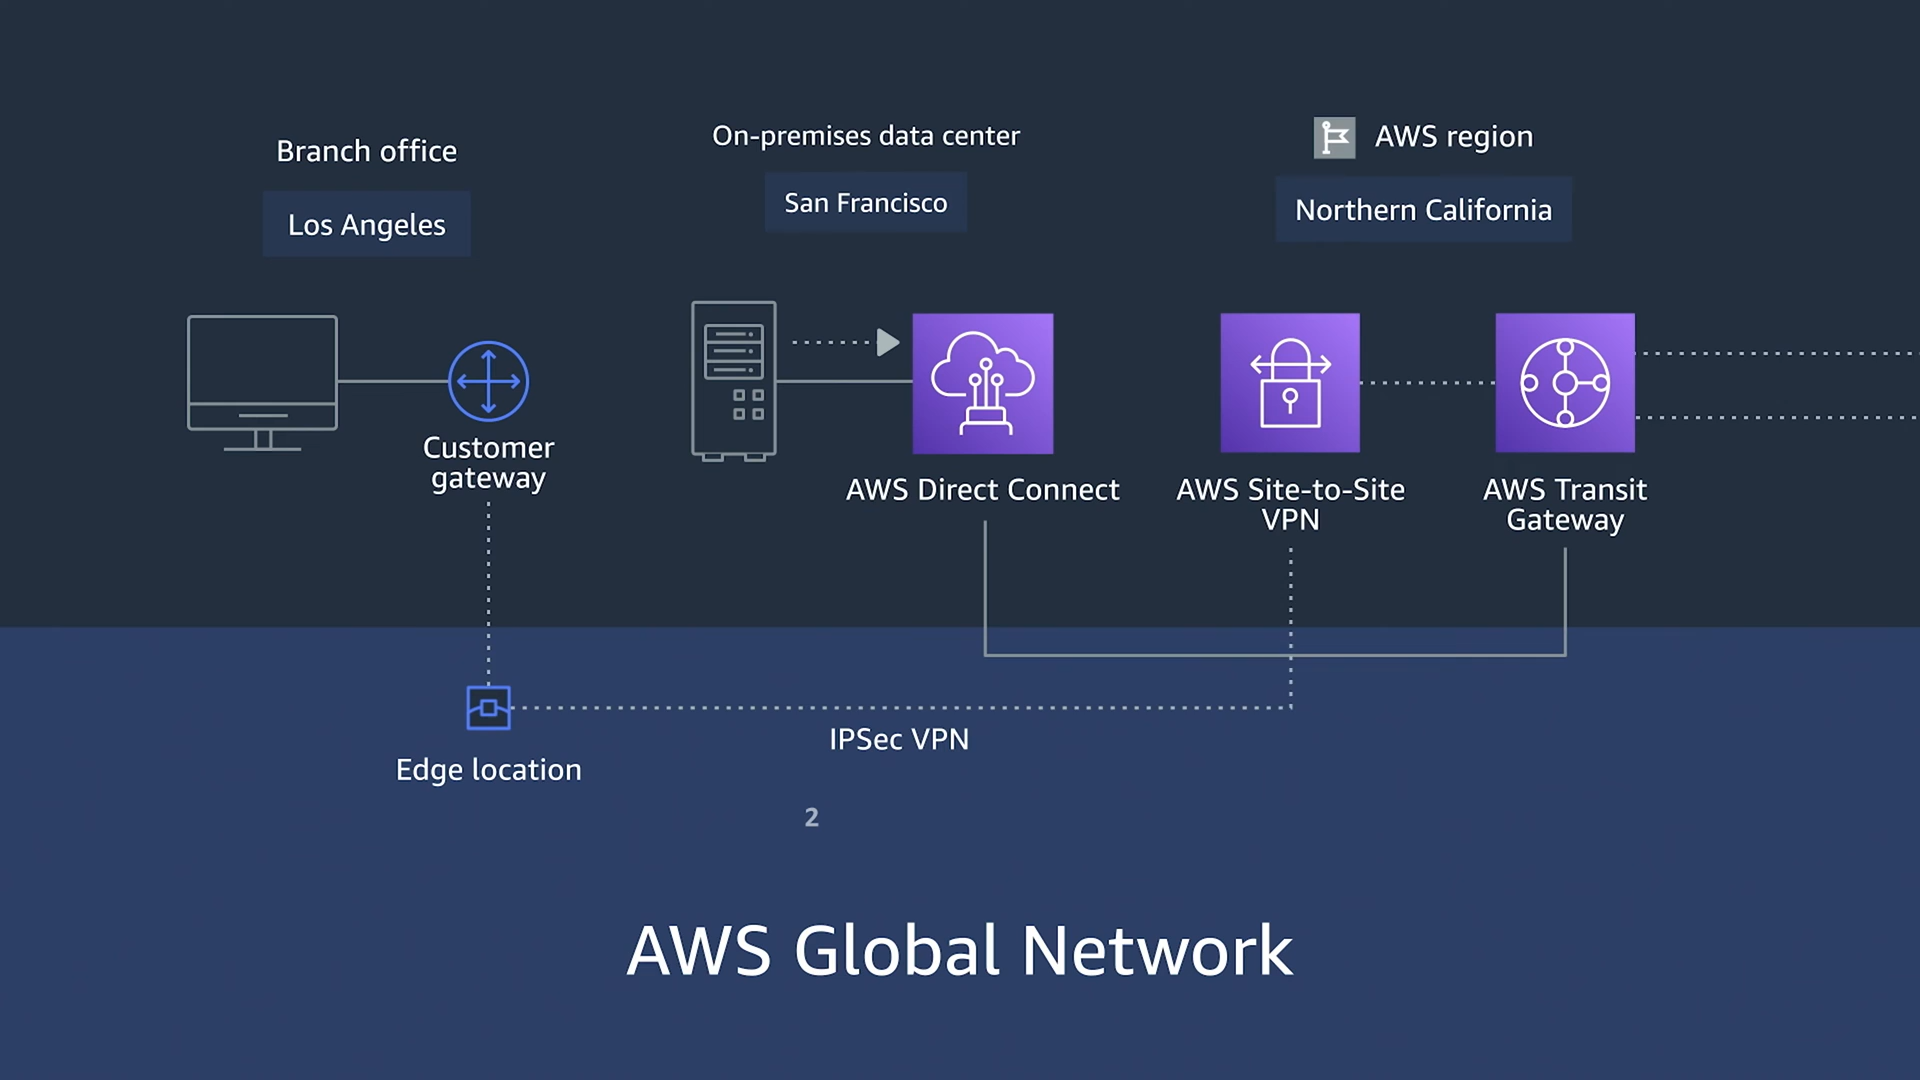 Branch office
Los Angeles
On-premises data center
San Francisco
AWS region
Northern California
Customer
gateway
AWS Direct Connect
AWS Site-to-Site
VPN
AWS Transit
Gateway
IPSec VPN
Edge location
2
AWS Global Network